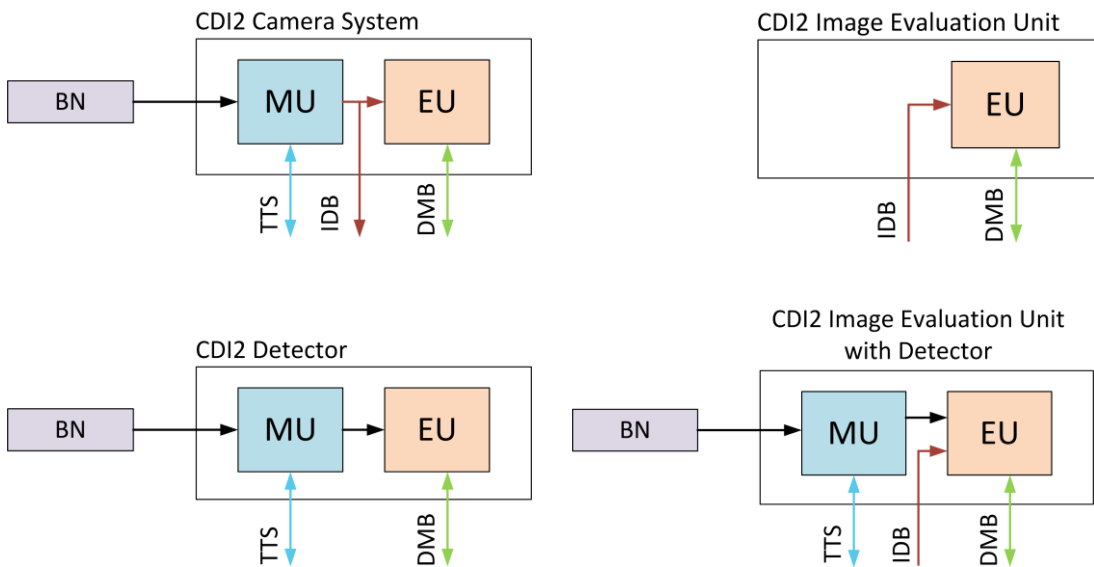 CDI2 Camera System
BN
MU
EU
TTS
IDB
DMB
CDI2 Image Evaluation Unit
EU
IDB
DMB
CDI2 Detector
BN
MU
EU
TTS
DMB
CDI2 Image Evaluation Unit
with Detector
BN
MU
EU
TTS
IDB
DMB